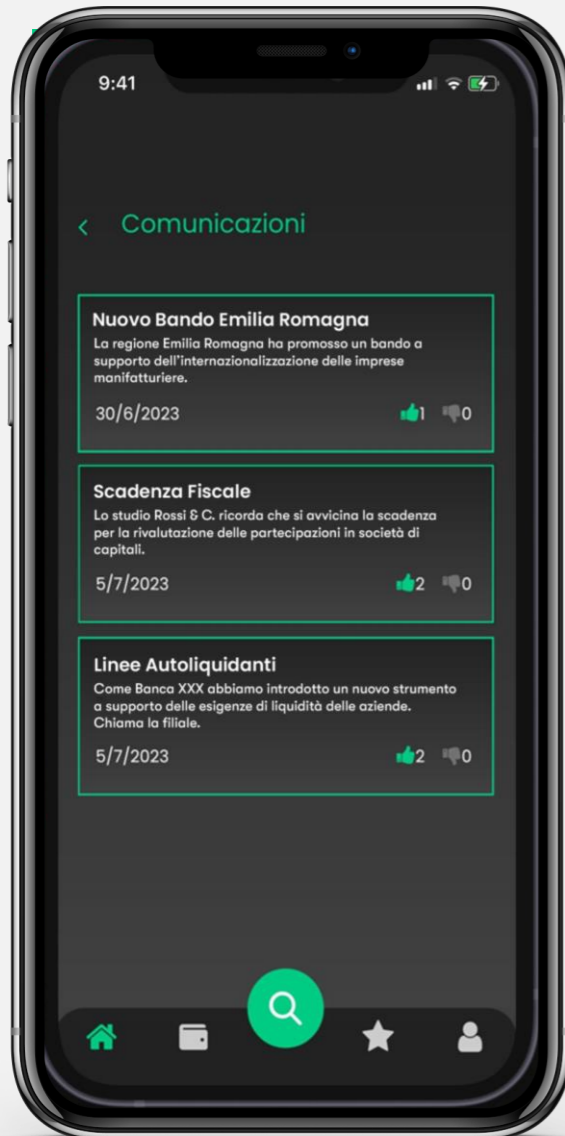 9:41
Comunicazioni
Nuovo Bando Emilia Romagna
La regione Emilia Romagna ha promosso un bando a
supporto dell'internazionalizzazione delle imprese
manifatturiere.
30/6/2023 1 0
Scadenza Fiscale
Lo studio Rossi & C. ricorda che si avvicina la scadenza
per la rivalutazione delle partecipazioni in società di
capitali.
5/7/2023 2 0
Linee Autoliquidanti
Come Banca XXX abbiamo introdotto un nuovo strumento
a supporto delle esigenze di liquidità delle aziende.
Chiama la filiale.
5/7/2023 2 0